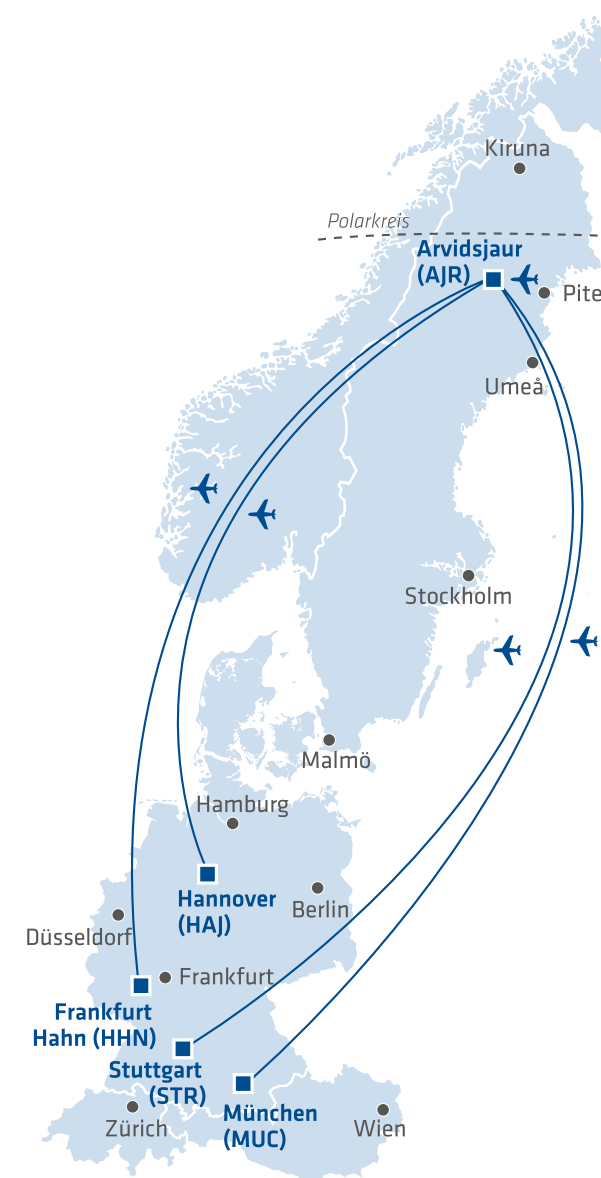 Kiruna
Polarkreis
Arvidsjaur
(AJR)
Pite
Umeå
Stockholm
Malmö
Hamburg
Hannover
(HAJ)
Berlin
Düsseldorf
Frankfurt
Frankfurt
Hahn (HHN)
Stuttgart
(STR)
München
(MUC)
Zürich
Wien